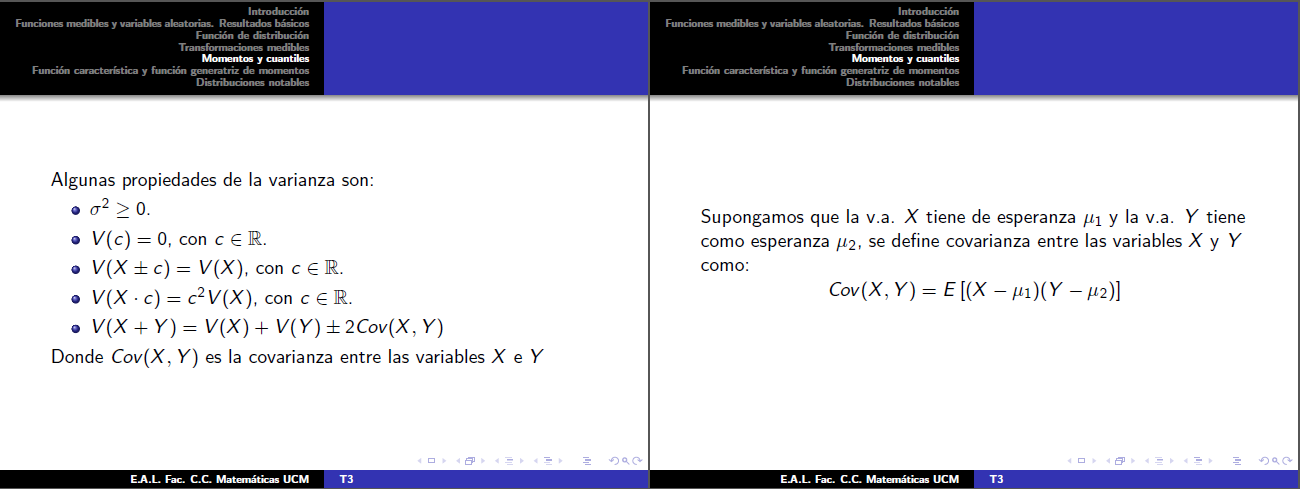 Introducción
Funciones medibles y variables aleatorias. Resultados básicos
Función de distribución
Transformaciones medibles
Momentos y cuantiles
Función característica y función generatriz de momentos
Distribuciones notables
Algunas propiedades de la varianza son:
σ² ≥ 0.
V(c) = 0, con c ∈ ℝ.
V(X ± c) = V(X), con c ∈ ℝ.
V(X · c) = c²V(X), con c ∈ ℝ.
V(X + Y) = V(X) + V(Y) ± 2Cov(X, Y)
Donde Cov(X, Y) es la covarianza entre las variables X e Y
E.A.L. Fac. C.C. Matemáticas UCM T3
Introducción
Funciones medibles y variables aleatorias. Resultados básicos
Función de distribución
Transformaciones medibles
Momentos y cuantiles
Función característica y función generatriz de momentos
Distribuciones notables
Supongamos que la v.a. X tiene de esperanza μ₁ y la v.a. Y tiene
como esperanza μ₂, se define covarianza entre las variables X y Y
como:
Cov(X, Y) = E [(X − μ₁)(Y − μ₂)]
E.A.L. Fac. C.C. Matemáticas UCM T3